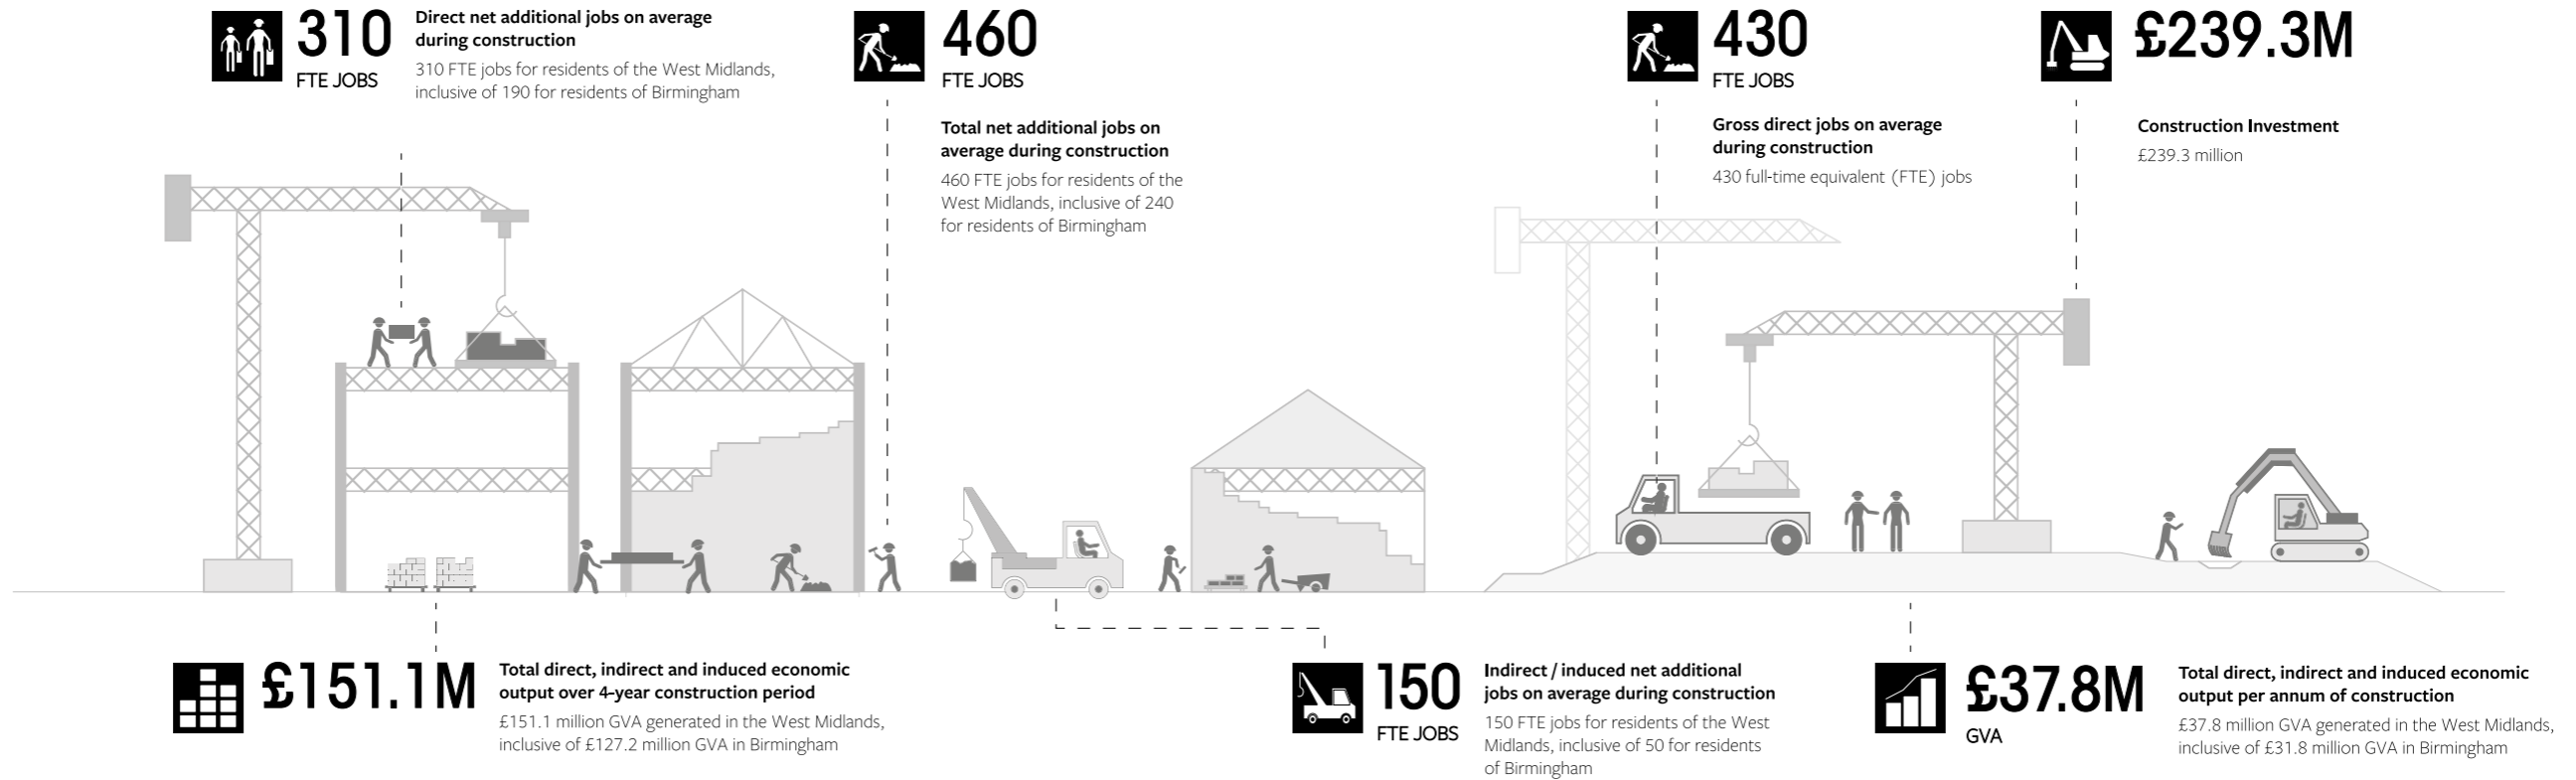 310
FTE JOBS
Direct net additional jobs on average
during construction
310 FTE jobs for residents of the West Midlands,
inclusive of 190 for residents of Birmingham
460
FTE JOBS
Total net additional jobs on
average during construction
460 FTE jobs for residents of the
West Midlands, inclusive of 240
for residents of Birmingham
430
FTE JOBS
Gross direct jobs on average
during construction
430 full-time equivalent (FTE) jobs
£239.3M
Construction Investment
£239.3 million
£151.1M
Total direct, indirect and induced economic
output over 4-year construction period
£151.1 million GVA generated in the West Midlands,
inclusive of £127.2 million GVA in Birmingham
150
FTE JOBS
Indirect / induced net additional
jobs on average during construction
150 FTE jobs for residents of the West
Midlands, inclusive of 50 for residents
of Birmingham
£37.8M
GVA
Total direct, indirect and induced economic
output per annum of construction
£37.8 million GVA generated in the West Midlands,
inclusive of £31.8 million GVA in Birmingham